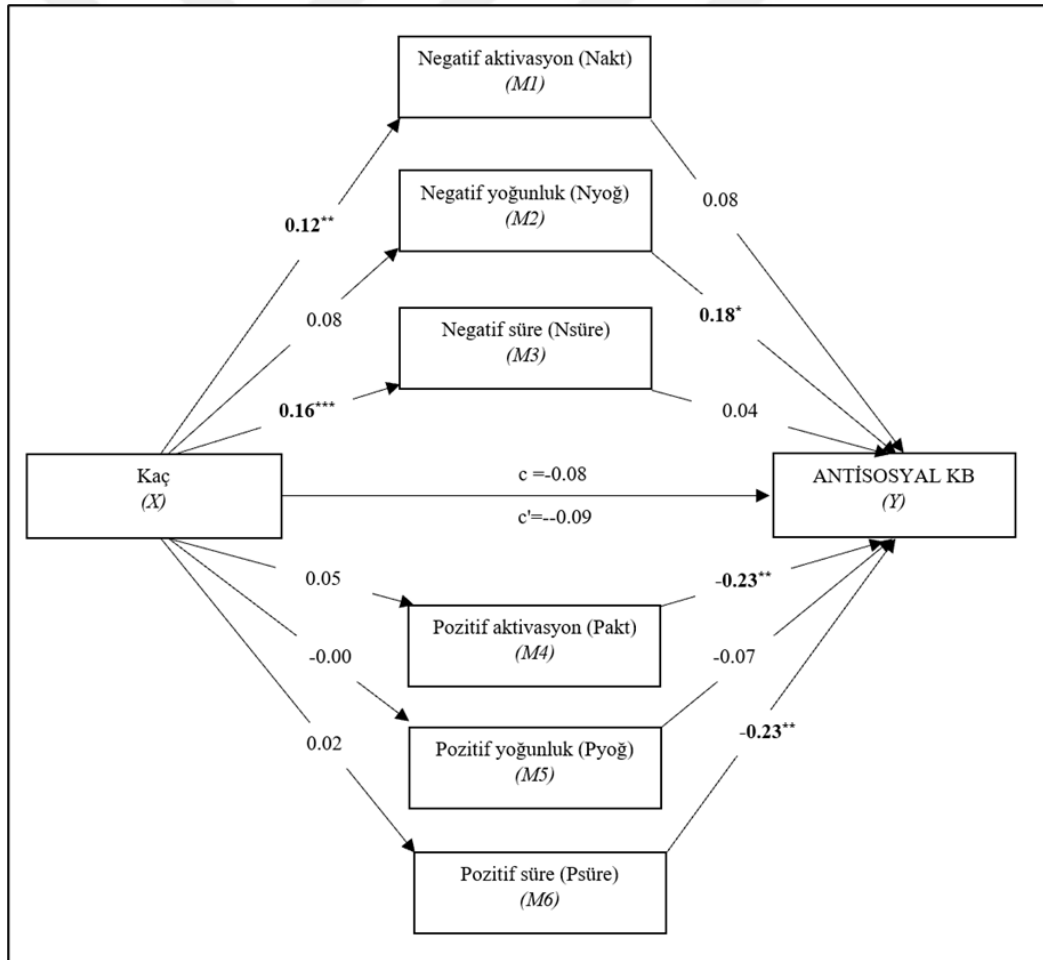 Negatif aktivasyon (Nakt)
(M1)
Negatif yoğunluk (Nyoğ)
(M2)
0.08
0.12**
0.08
0.18*
Negatif süre (Nsüre)
(M3)
0.16***
0.04
Kaç
(X)
c =-0.08
c'=--0.09
ANTİSOSYAL KB
(Y)
0.05
-0.23**
Pozitif aktivasyon (Pakt)
(M4)
-0.00
-0.07
0.02
-0.23**
Pozitif yoğunluk (Pyoğ)
(M5)
Pozitif süre (Psüre)
(M6)